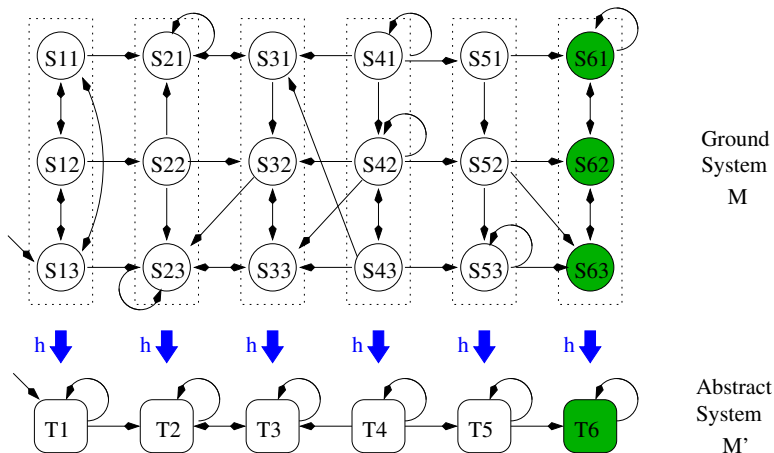 S11 S21 S31 S41 S51 S61
S12 S22 S32 S42 S52 S62
S13 S23 S33 S43 S53 S63
Ground
System
M
h h h h h h
T1 T2 T3 T4 T5 T6
Abstract
System
M'